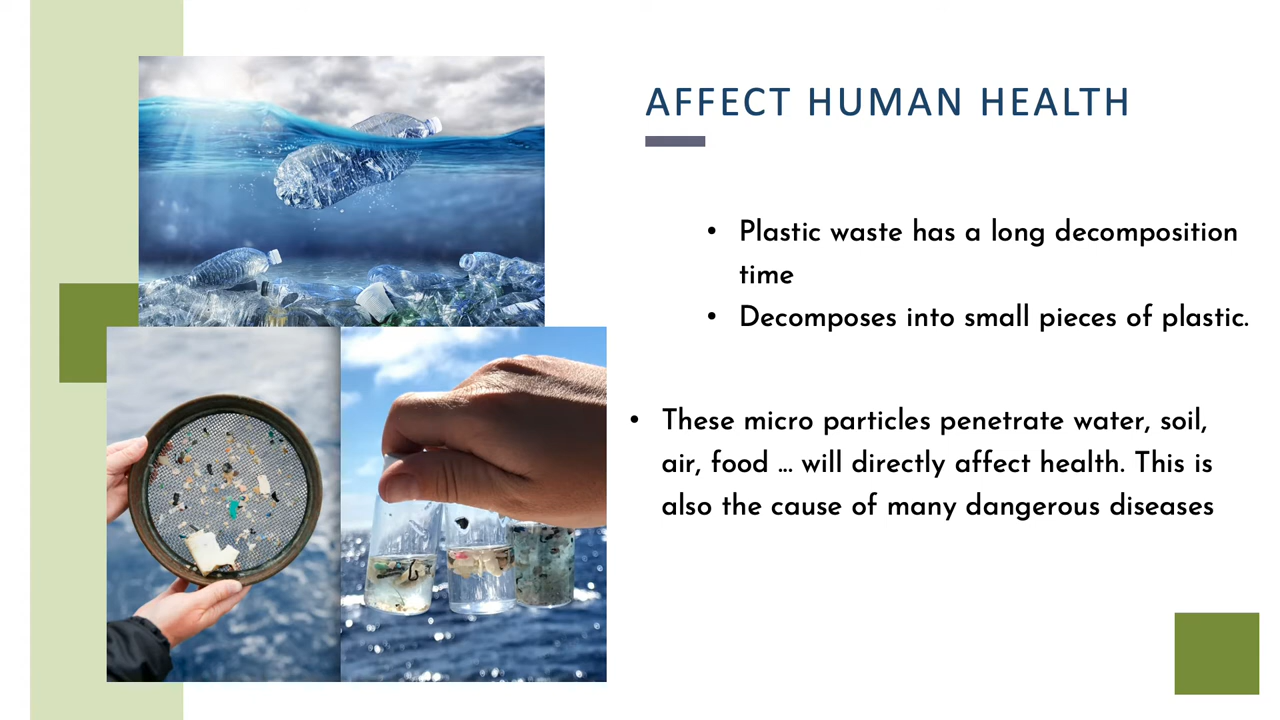 AFFECT HUMAN HEALTH
• Plastic waste has a long decomposition
time
• Decomposes into small pieces of plastic.
• These micro particles penetrate water, soil,
air, food ... will directly affect health. This is
also the cause of many dangerous diseases